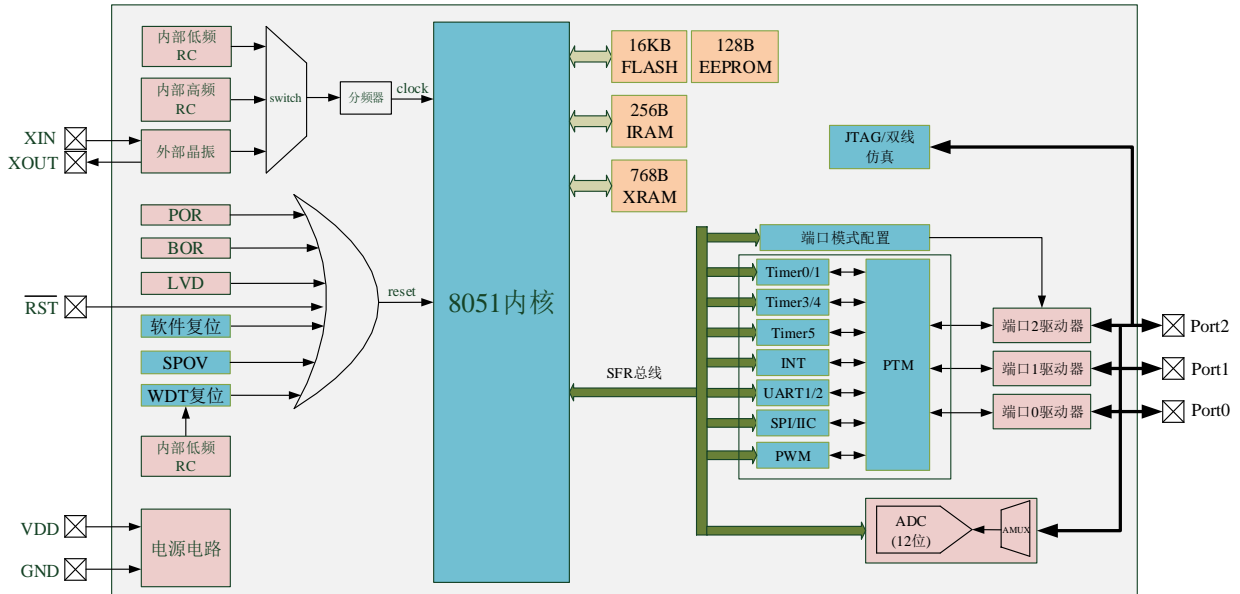 内部低频
RC
内部高频
RC
外部晶振
XIN
XOUT
switch
分频器
clock
POR
BOR
LVD
RST
软件复位
SPOV
WDT复位
内部低频
RC
reset
VDD
GND
电源电路
8051内核
16KB
FLASH
128B
EEPROM
256B
IRAM
768B
XRAM
JTAG/双线
仿真
SFR总线
端口模式配置
Timer0/1
Timer3/4
Timer5
INT
UART1/2
SPI/IIC
PWM
PTM
端口2驱动器
端口1驱动器
端口0驱动器
Port2
Port1
Port0
ADC
(12位)
AMUX